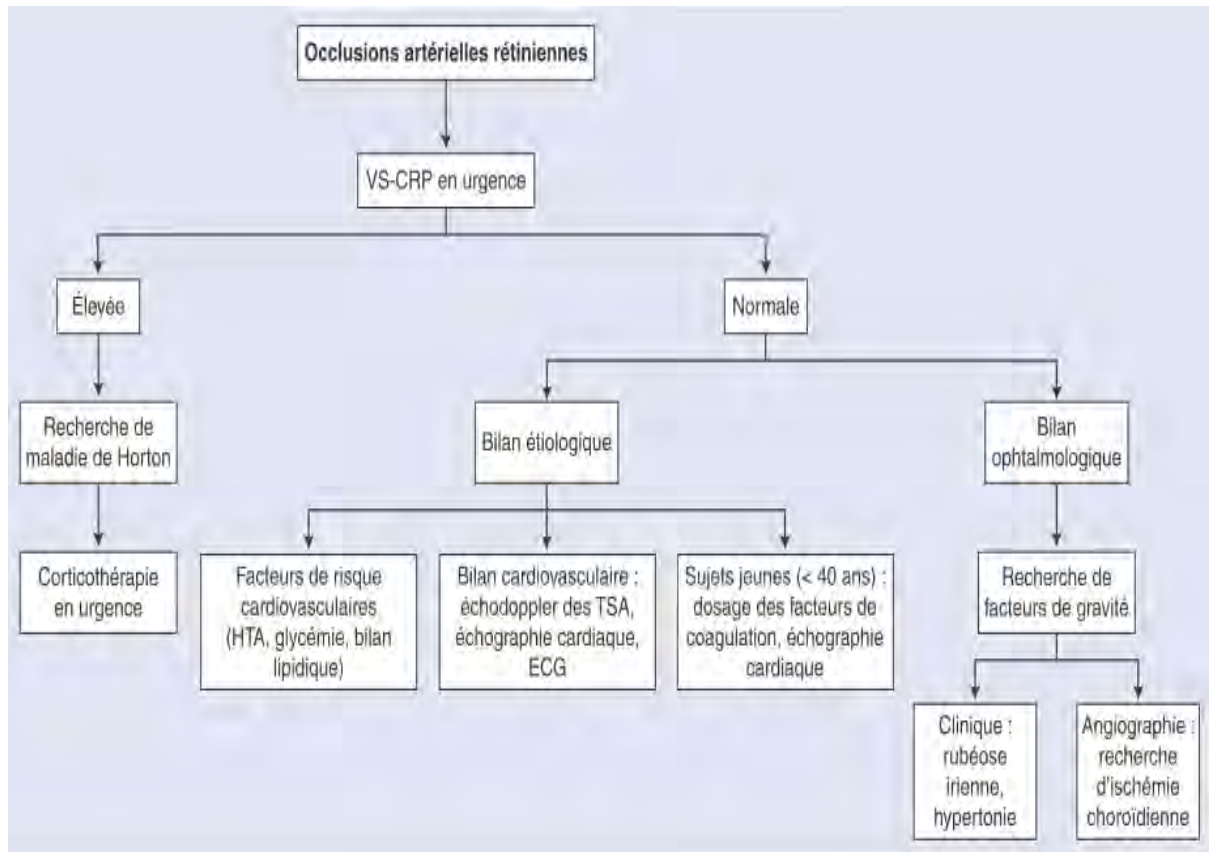 Occlusions artérielles rétiniennes
VS-CRP en urgence
Élevée
Normale
Recherche de
maladie de Horton
Bilan étiologique
Bilan
ophtalmologique
Corticothérapie
en urgence
Facteurs de risque
cardiovasculaires
(HTA, glycémie, bilan
lipidique)
Bilan cardiovasculaire :
échodoppler des TSA,
échographie cardiaque,
ECG
Sujets jeunes (< 40 ans) :
dosage des facteurs de
coagulation, échographie
cardiaque
Recherche de
facteurs de gravité
Clinique :
rubéose
irienne,
hypertonie
Angiographie :
recherche
d'ischémie
choroïdienne